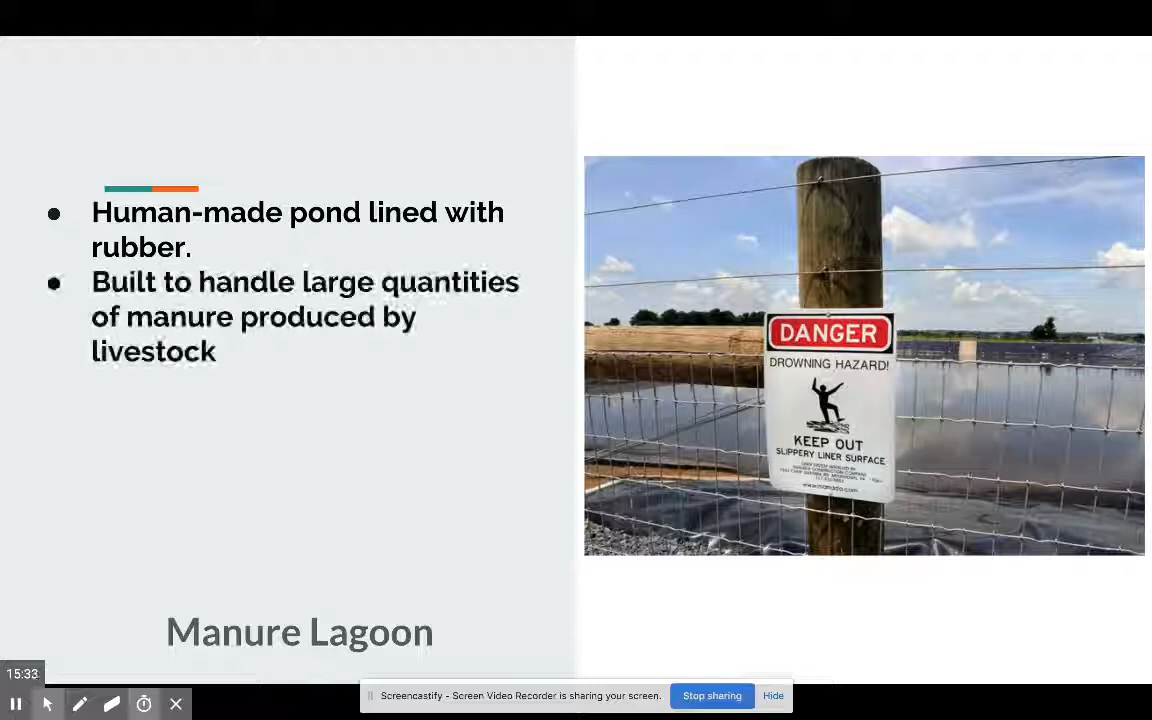 Human-made pond lined with
rubber.
Built to handle large quantities
of manure produced by
livestock
Manure Lagoon
DANGER
DROWNING HAZARD!
KEEP OUT
SLIPPERY LINER SURFACE
15:33
Screencastify - Screen Video Recorder is sharing your screen.
Stop sharing
Hide